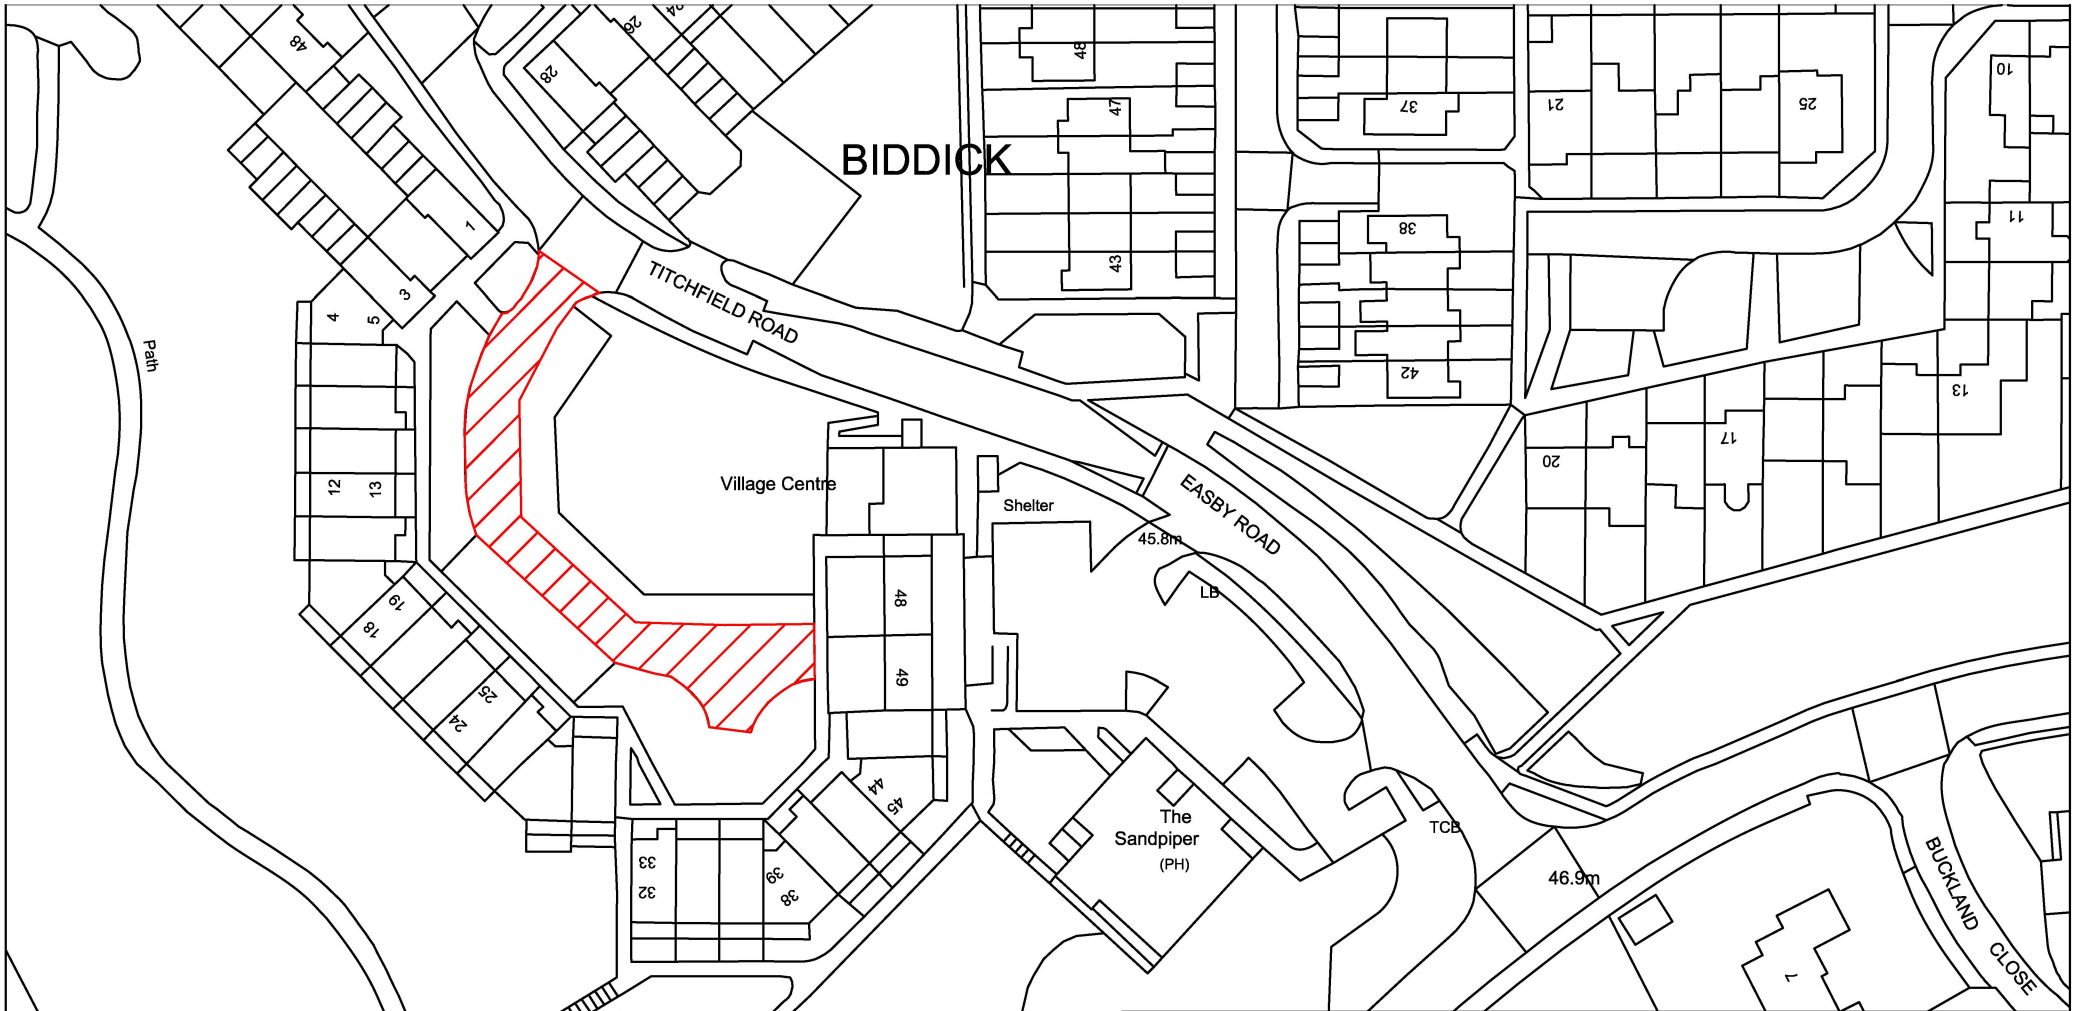 48
26
24
28
48
47
37
21
25
10
BIDDICK
1
38
11
3
TITCHFIELD ROAD
43
4
5
Path
42
13
17
20
12
13
Village Centre
Shelter
EASBY ROAD
45.8m
LB
48
19
18
49
25
24
44
45
The
Sandpiper
(PH)
TCB
33
32
39
38
46.9m
BUCKLAND CLOSE
7